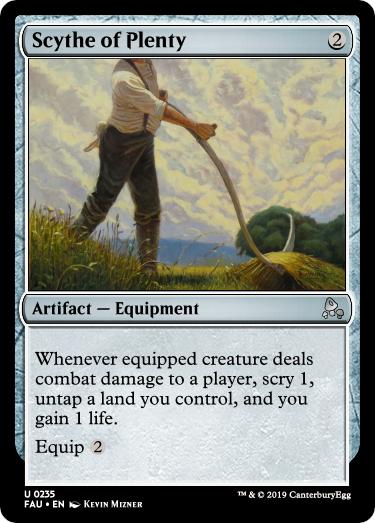 Scythe of Plenty 2
Artifact — Equipment
Whenever equipped creature deals
combat damage to a player, scry 1,
untap a land you control, and you
gain 1 life.
Equip 2
U 0235
FAU • EN Kevin Mizner
™ & © 2019 CanterburyEgg